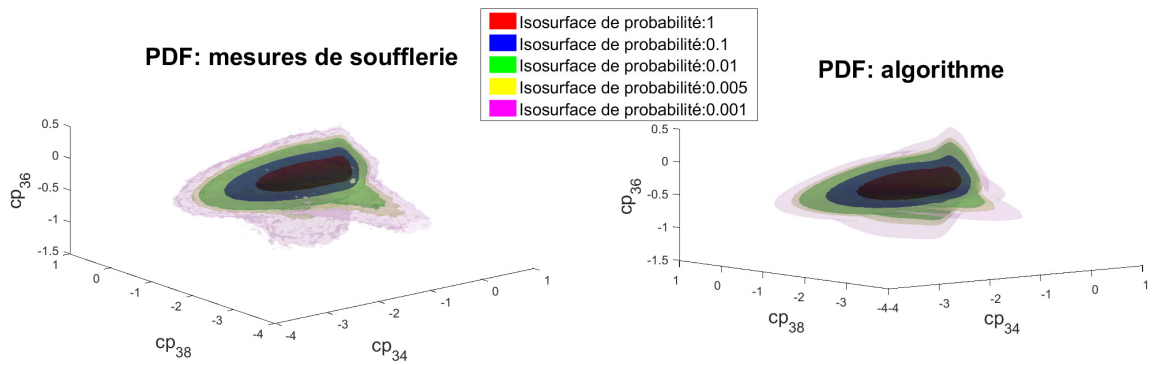 Isosurface de probabilité:1
Isosurface de probabilité:0.1
Isosurface de probabilité:0.01
Isosurface de probabilité:0.005
Isosurface de probabilité:0.001
PDF: mesures de soufflerie
0.5
0
-0.5
-1
-1.5
cp36
1
0
-1
-2
-3
-4
cp38
-4
-3
-2
-1
0
1
cp34
PDF: algorithme
0.5
0
-0.5
-1
-1.5
cp36
1
0
-1
-2
-3
-4
cp38
-4
-3
-2
-1
0
1
cp34